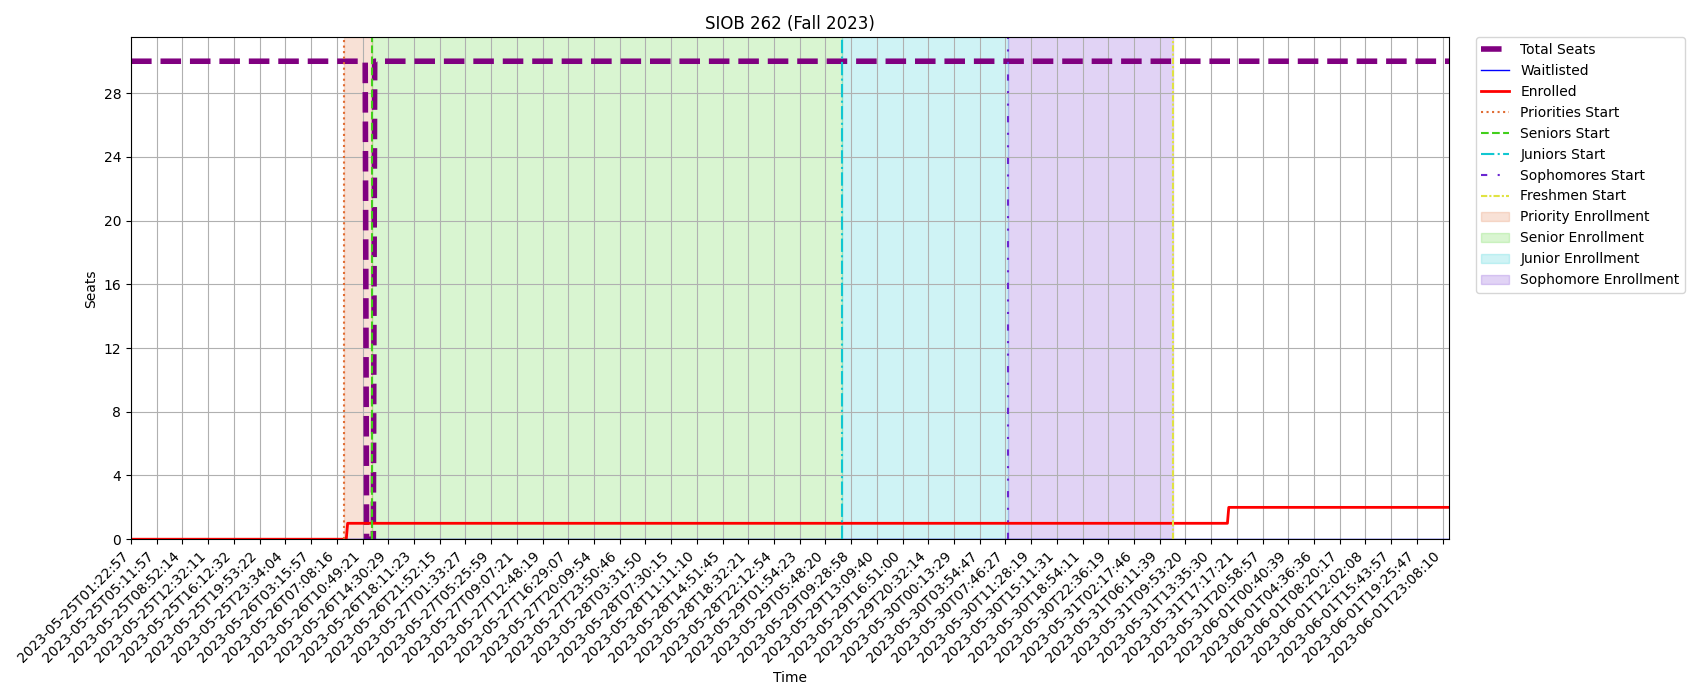 SIOB 262 (Fall 2023)
Total Seats
Waitlisted
Enrolled
Priorities Start
Seniors Start
Juniors Start
Sophomores Start
Freshmen Start
Priority Enrollment
Senior Enrollment
Junior Enrollment
Sophomore Enrollment
Seats
28
24
20
16
12
8
4
0
2023-05-25T01:22:57
2023-05-25T05:11:57
2023-05-25T08:52:14
2023-05-25T12:32:11
2023-05-25T16:12:32
2023-05-25T19:53:22
2023-05-25T23:34:04
2023-05-26T03:15:57
2023-05-26T07:08:16
2023-05-26T10:49:21
2023-05-26T14:30:29
2023-05-26T18:11:23
2023-05-26T21:52:15
2023-05-27T01:33:27
2023-05-27T05:25:59
2023-05-27T09:07:21
2023-05-27T12:48:19
2023-05-27T16:29:07
2023-05-27T20:09:54
2023-05-27T23:50:46
2023-05-28T03:31:50
2023-05-28T07:30:15
2023-05-28T11:11:10
2023-05-28T14:51:45
2023-05-28T18:32:21
2023-05-28T22:12:54
2023-05-29T01:54:23
2023-05-29T05:48:20
2023-05-29T09:28:58
2023-05-29T13:09:40
2023-05-29T16:51:00
2023-05-29T20:32:14
2023-05-30T00:13:29
2023-05-30T03:54:47
2023-05-30T07:46:27
2023-05-30T11:28:19
2023-05-30T15:11:31
2023-05-30T18:54:11
2023-05-30T22:36:19
2023-05-31T02:17:46
2023-05-31T06:11:39
2023-05-31T09:53:20
2023-05-31T13:35:30
2023-05-31T17:17:21
2023-05-31T20:58:57
2023-06-01T00:40:39
2023-06-01T04:36:36
2023-06-01T08:20:17
2023-06-01T12:02:08
2023-06-01T15:43:57
2023-06-01T19:25:47
2023-06-01T23:08:10
Time